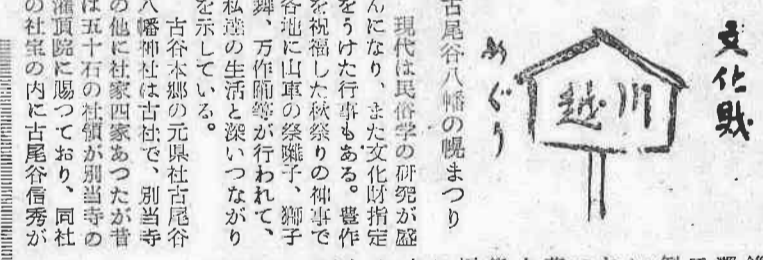 文化財
川越
めぐり
古尾谷八幡の幌まつり
現代は民俗学の研究が盛
んになり、また文化財指定
をうけた行事もある。豊作
を祝福した秋祭りの神事で
各地に山車の祭囃子、獅子
舞、万作踊等が行われて、
私達の生活と深いつながり
を示している。
古谷本郷の元県社古尾谷
八幡神社は古社で、別当寺
の他に社家四家あつたが昔
は五十石の社領が別当寺の
灌頂院に賜つており、同社
の社宝の内に古尾谷信秀が